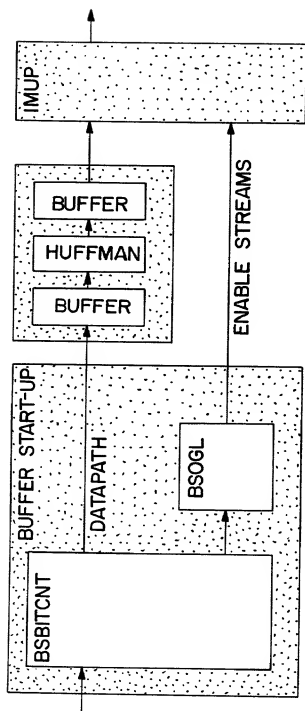 BUFFER START-UP
BSBITCNT
DATAPATH
BSOGL
BUFFER
HUFFMAN
BUFFER
ENABLE STREAMS
IMUP